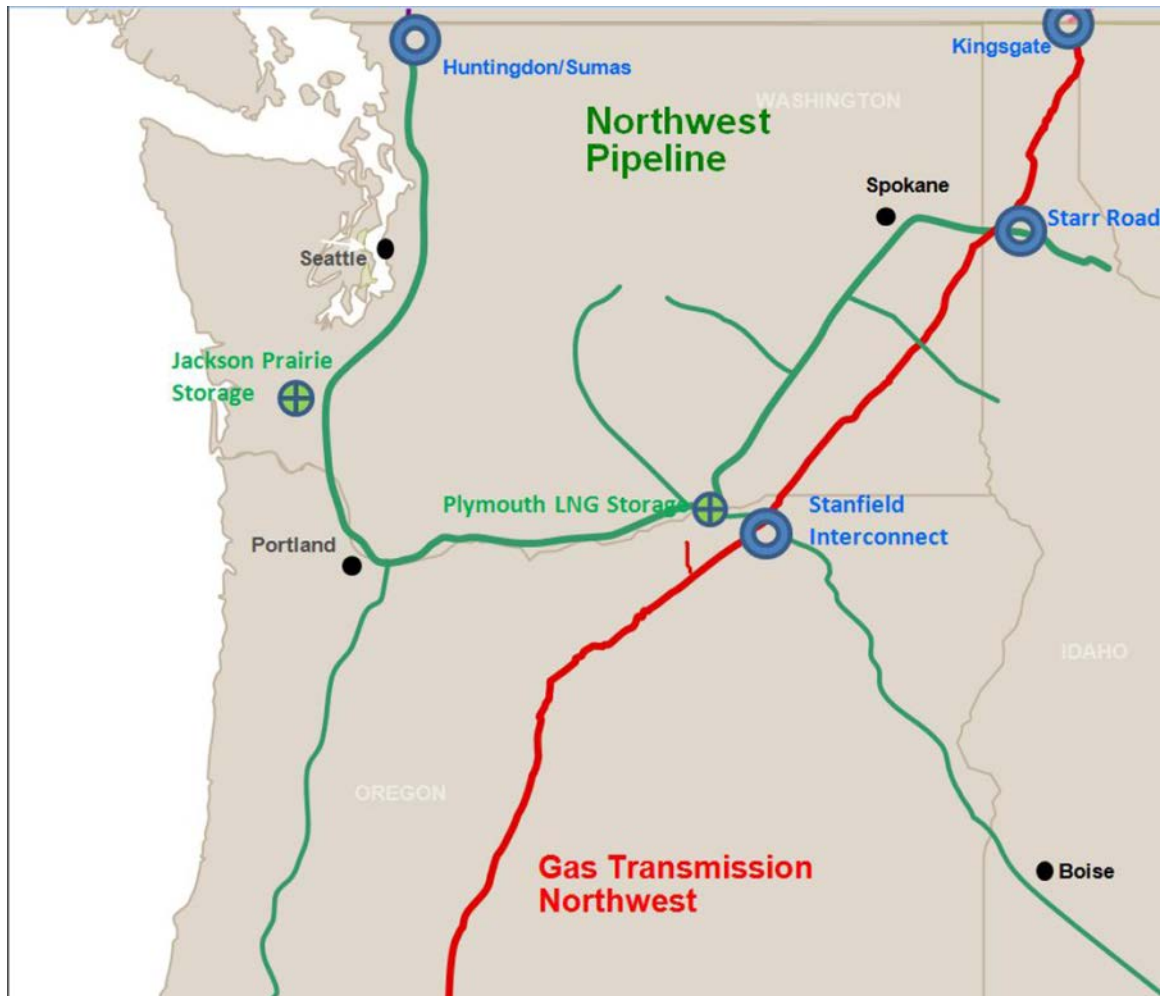 Huntingdon/Sumas
Kingsgate
WASHINGTON
Northwest
Pipeline
Spokane
Starr Road
Seattle
Jackson Prairie
Storage
Plymouth LNG Storage
Stanfield
Interconnect
Portland
IDAHO
OREGON
Gas Transmission
Northwest
Boise